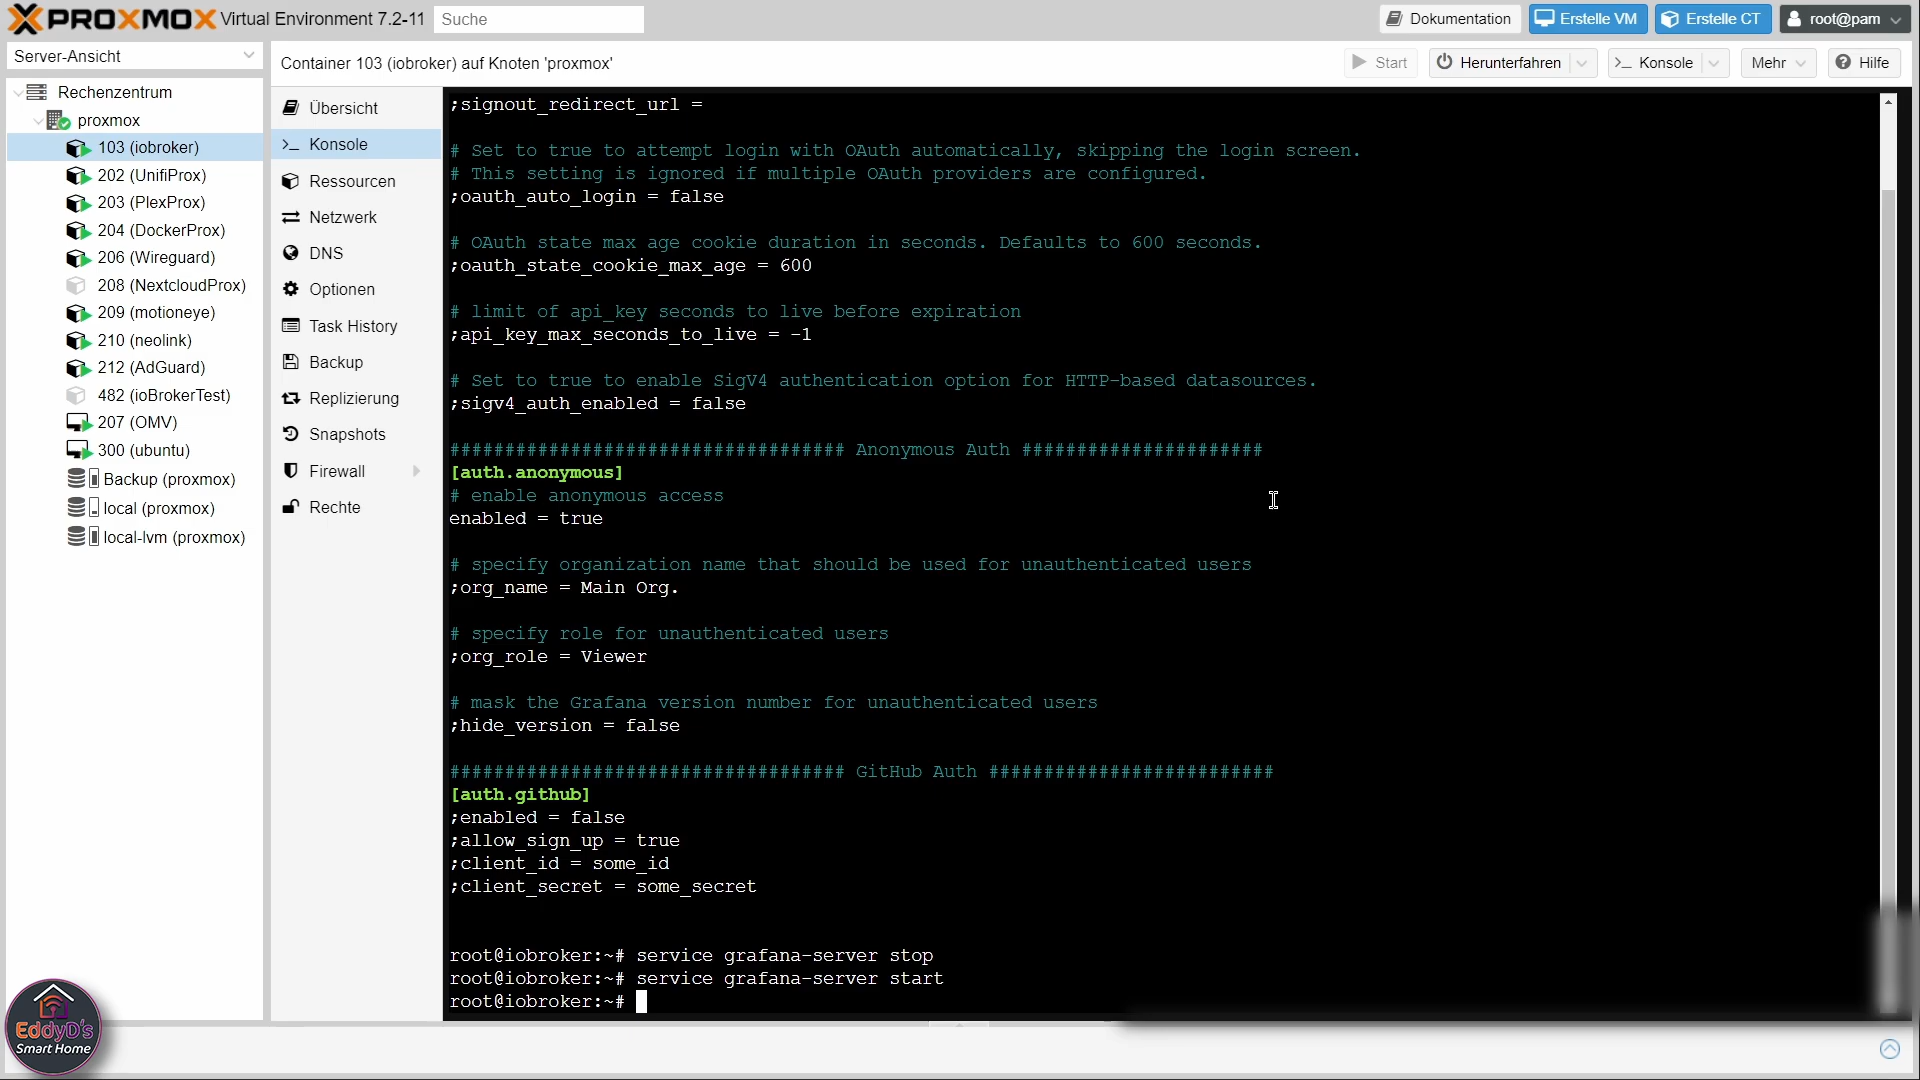 PROXMOX Virtual Environment 7.2-11 Suche Dokumentation Erstelle VM Erstelle CT root@pam
Server-Ansicht
Container 103 (iobroker) auf Knoten 'proxmox' Start Herunterfahren >_ Konsole Mehr Hilfe
Rechenzentrum
proxmox
103 (iobroker)
202 (UnifiProx)
203 (PlexProx)
204 (DockerProx)
206 (Wireguard)
208 (NextcloudProx)
209 (motioneye)
210 (neolink)
212 (AdGuard)
482 (ioBrokerTest)
207 (OMV)
300 (ubuntu)
Backup (proxmox)
local (proxmox)
local-lvm (proxmox)
Übersicht
>_ Konsole
Ressourcen
Netzwerk
DNS
Optionen
Task History
Backup
Replizierung
Snapshots
Firewall
Rechte
;signout_redirect_url =
# Set to true to attempt login with OAuth automatically, skipping the login screen.
# This setting is ignored if multiple OAuth providers are configured.
;oauth_auto_login = false
# OAuth state max age cookie duration in seconds. Defaults to 600 seconds.
;oauth_state_cookie_max_age = 600
# limit of api_key seconds to live before expiration
;api_key_max_seconds_to_live = -1
# Set to true to enable SigV4 authentication option for HTTP-based datasources.
;sigv4_auth_enabled = false
#################################### Anonymous Auth ######################
[auth.anonymous]
# enable anonymous access
enabled = true
# specify organization name that should be used for unauthenticated users
;org_name = Main Org.
# specify role for unauthenticated users
;org_role = Viewer
# mask the Grafana version number for unauthenticated users
;hide_version = false
#################################### GitHub Auth ##########################
[auth.github]
;enabled = false
;allow_sign_up = true
;client_id = some_id
;client_secret = some_secret
root@iobroker:~# service grafana-server stop
root@iobroker:~# service grafana-server start
root@iobroker:~#
EddyD's
Smart Home